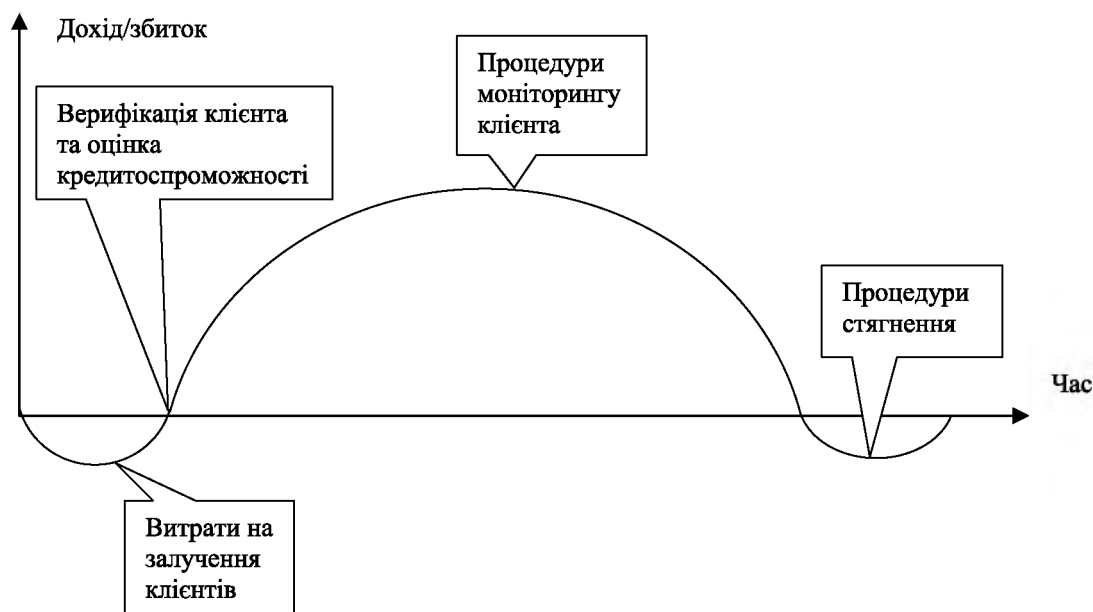 Дохід/збиток
Процедури
моніторингу
клієнта
Верифікація клієнта
та оцінка
кредитоспроможності
Процедури
стягнення
Час
Витрати на
залучення
клієнтів